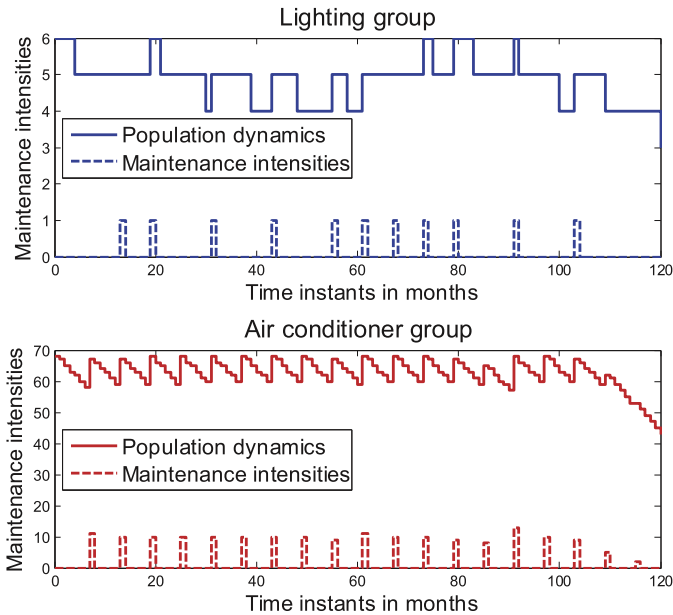 Lighting group
Maintenance intensities
6
5
4
3
2
1
0
Population dynamics
Maintenance intensities
0 20 40 60 80 100 120
Time instants in months
Air conditioner group
Maintenance intensities
70
60
50
40
30
20
10
0
Population dynamics
Maintenance intensities
0 20 40 60 80 100 120
Time instants in months